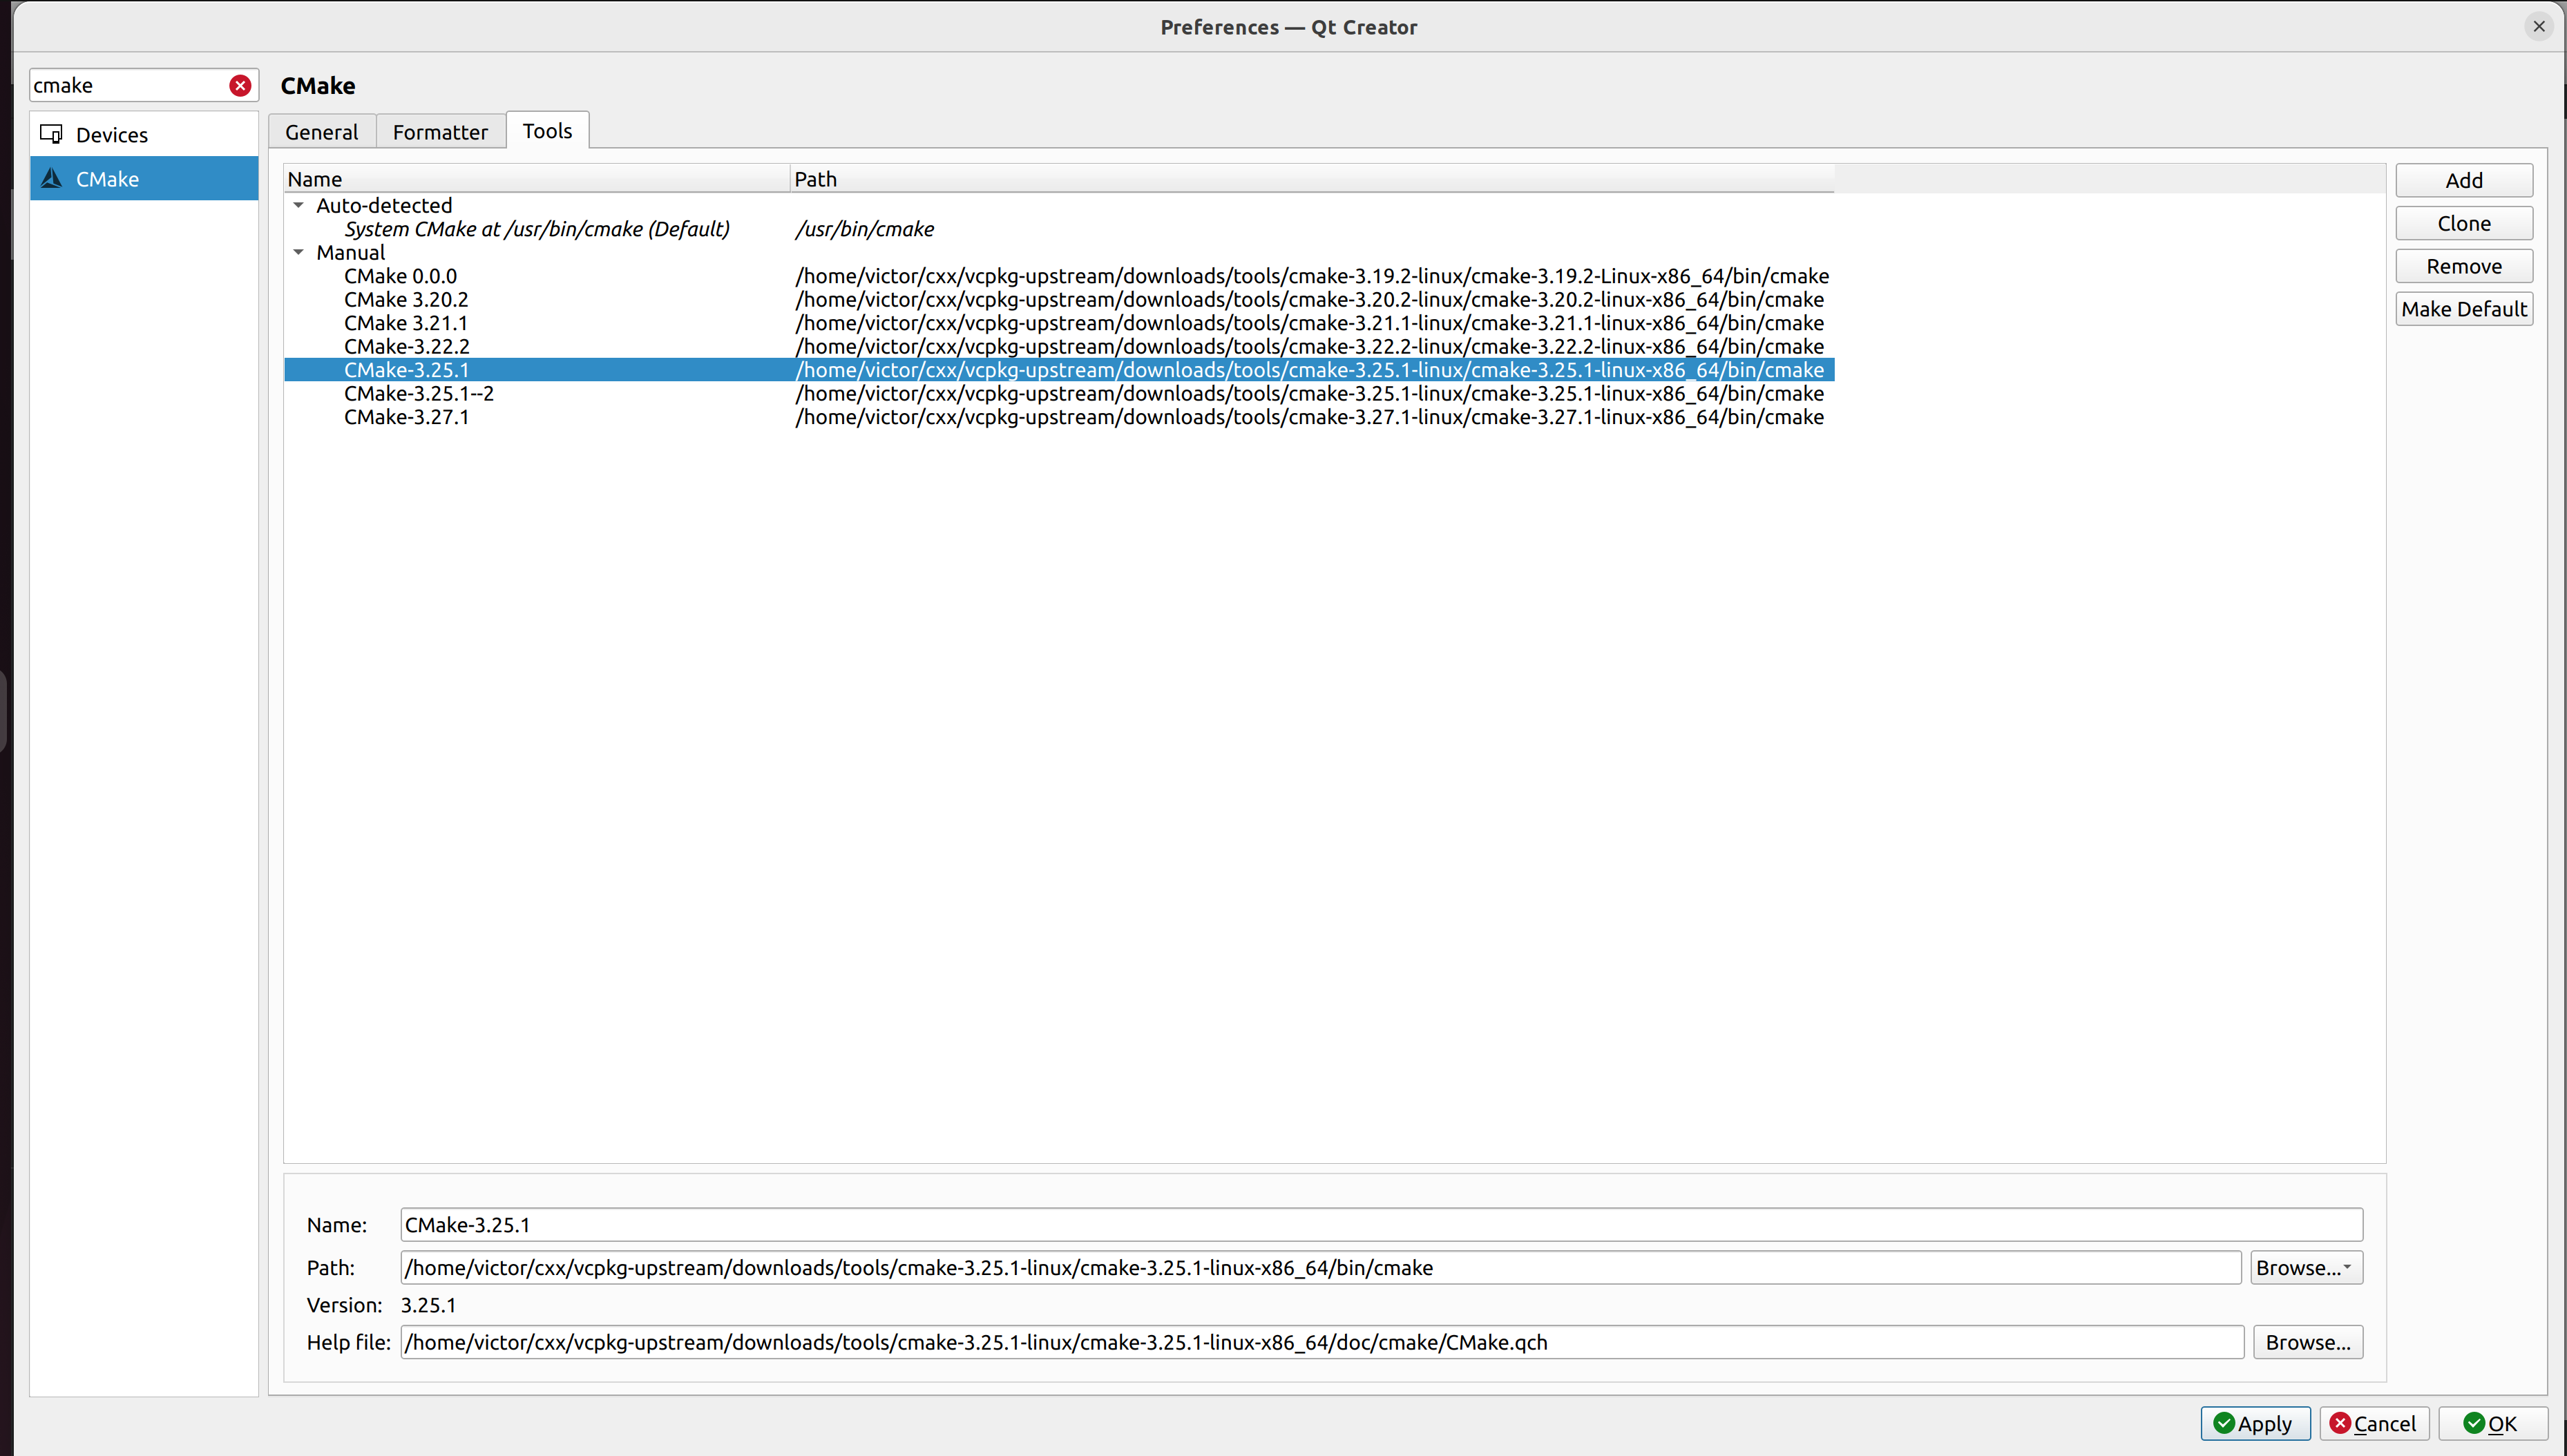 Preferences — Qt Creator
cmake
CMake
Devices
CMake
General Formatter Tools
Name Path
Auto-detected
System CMake at /usr/bin/cmake (Default) /usr/bin/cmake
Manual
CMake 0.0.0 /home/victor/cxx/vcpkg-upstream/downloads/tools/cmake-3.19.2-linux/cmake-3.19.2-Linux-x86_64/bin/cmake
CMake 3.20.2 /home/victor/cxx/vcpkg-upstream/downloads/tools/cmake-3.20.2-linux/cmake-3.20.2-linux-x86_64/bin/cmake
CMake 3.21.1 /home/victor/cxx/vcpkg-upstream/downloads/tools/cmake-3.21.1-linux/cmake-3.21.1-linux-x86_64/bin/cmake
CMake-3.22.2 /home/victor/cxx/vcpkg-upstream/downloads/tools/cmake-3.22.2-linux/cmake-3.22.2-linux-x86_64/bin/cmake
CMake-3.25.1 /home/victor/cxx/vcpkg-upstream/downloads/tools/cmake-3.25.1-linux/cmake-3.25.1-linux-x86_64/bin/cmake
CMake-3.25.1--2 /home/victor/cxx/vcpkg-upstream/downloads/tools/cmake-3.25.1-linux/cmake-3.25.1-linux-x86_64/bin/cmake
CMake-3.27.1 /home/victor/cxx/vcpkg-upstream/downloads/tools/cmake-3.27.1-linux/cmake-3.27.1-linux-x86_64/bin/cmake
Add
Clone
Remove
Make Default
Name: CMake-3.25.1
Path: /home/victor/cxx/vcpkg-upstream/downloads/tools/cmake-3.25.1-linux/cmake-3.25.1-linux-x86_64/bin/cmake Browse...
Version: 3.25.1
Help file: /home/victor/cxx/vcpkg-upstream/downloads/tools/cmake-3.25.1-linux/cmake-3.25.1-linux-x86_64/doc/cmake/CMake.qch Browse...
Apply Cancel OK